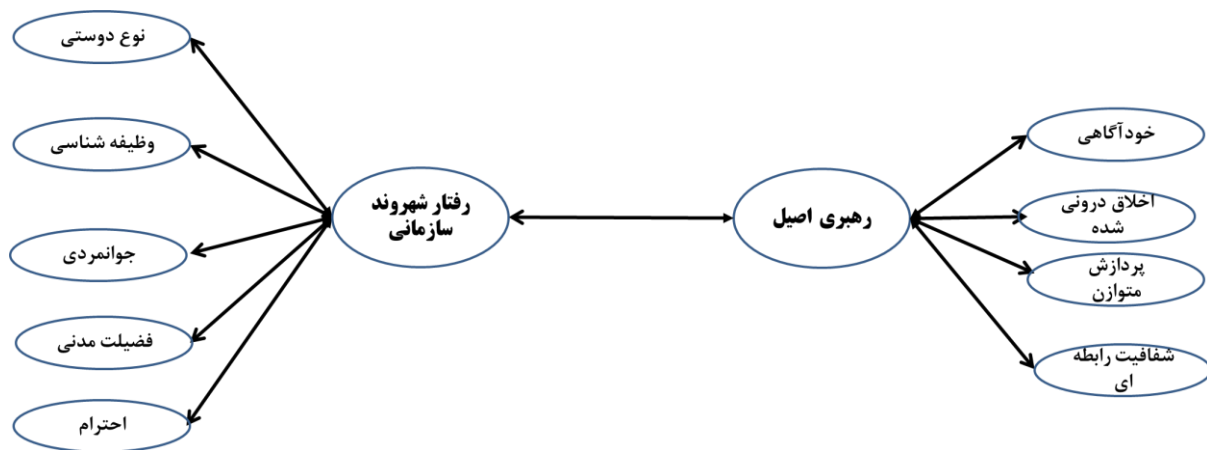 خودآگاهی
اخلاق درونی
شده
پردازش
متوازن
شفافیت رابطه
ای
رهبری اصیل
رفتار شهروند
سازمانی
نوع دوستی
وظیفه شناسی
جوانمردی
فضیلت مدنی
احترام